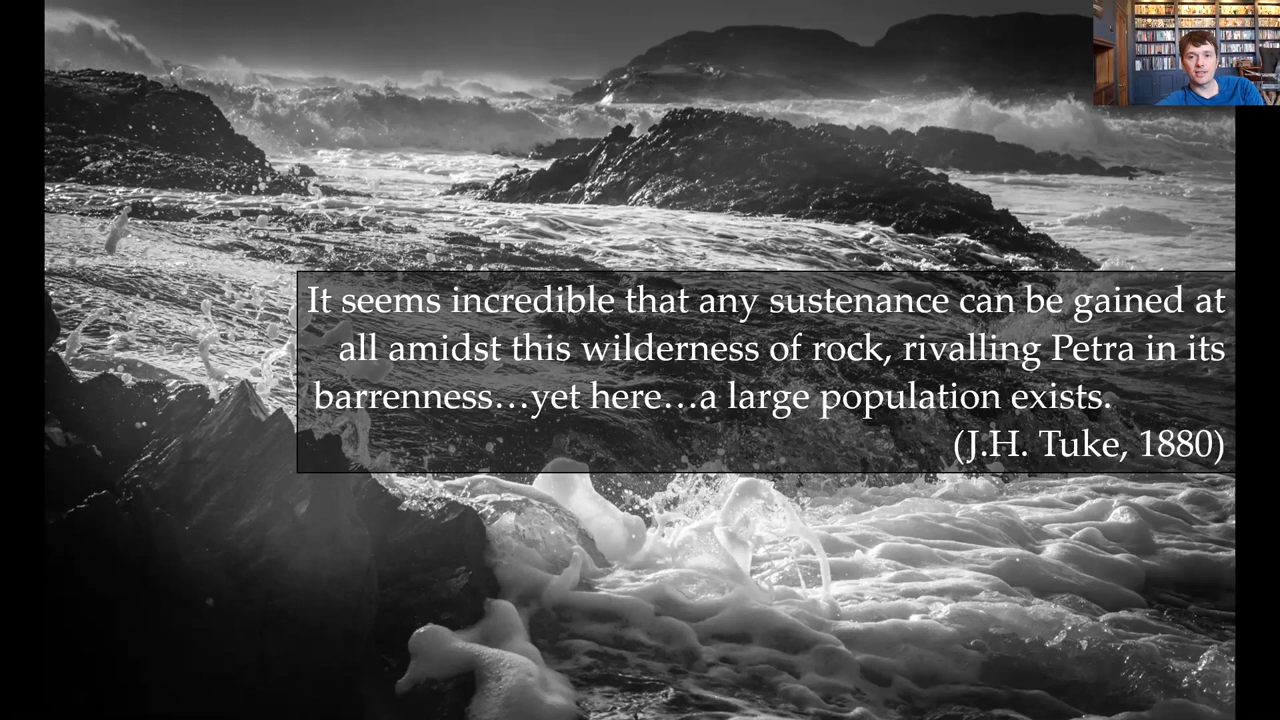 It seems incredible that any sustenance can be gained at
all amidst this wilderness of rock, rivalling Petra in its
barrenness…yet here…a large population exists.
(J.H. Tuke, 1880)